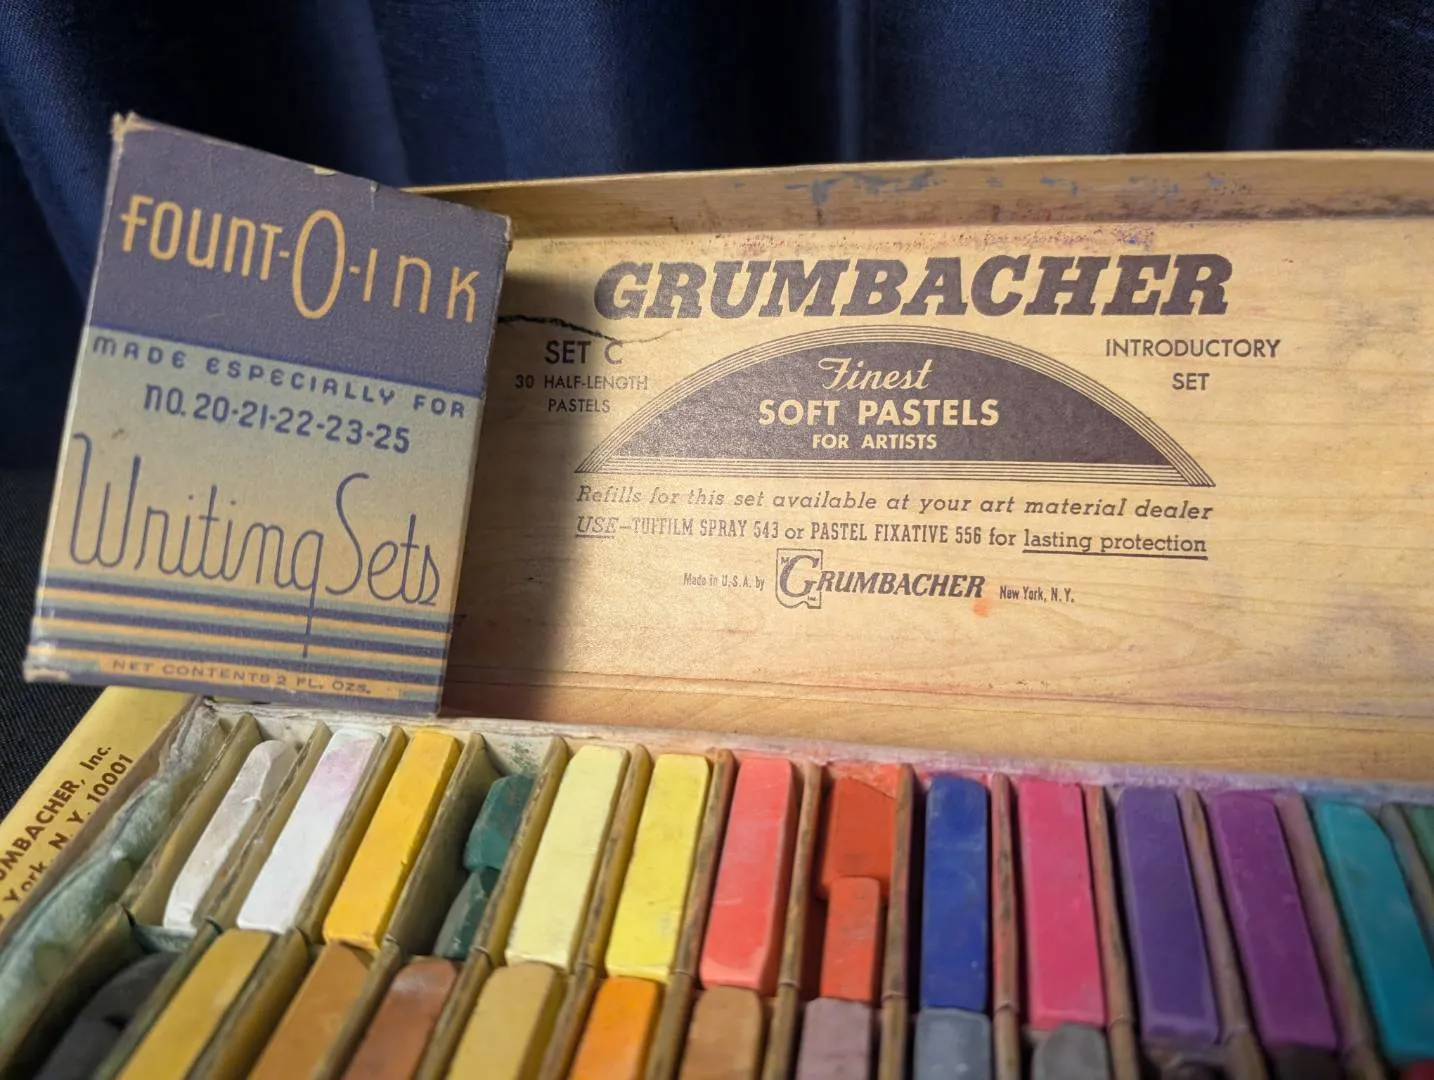 FOUNT-O-INK
MADE ESPECIALLY FOR
NO. 20-21-22-23-25
Writing Sets
NET CONTENTS 2 FL. OZS.
GRUMBACHER
SET C
30 HALF-LENGTH
PASTELS
Finest
SOFT PASTELS
FOR ARTISTS
INTRODUCTORY
SET
Refills for this set available at your art material dealer
USE-TUFFILM SPRAY 543 or PASTEL FIXATIVE 556 for lasting protection
Made in U.S.A. by GRUMBACHER New York, N.Y.
UMBACHER, Inc.
York, N. Y. 10001